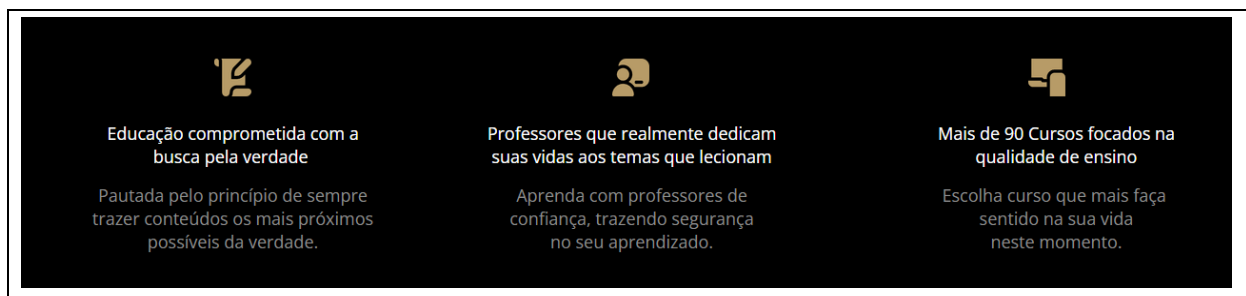 Educação comprometida com a
busca pela verdade
Pautada pelo princípio de sempre
trazer conteúdos os mais próximos
possíveis da verdade.
Professores que realmente dedicam
suas vidas aos temas que lecionam
Aprenda com professores de
confiança, trazendo segurança
no seu aprendizado.
Mais de 90 Cursos focados na
qualidade de ensino
Escolha curso que mais faça
sentido na sua vida
neste momento.